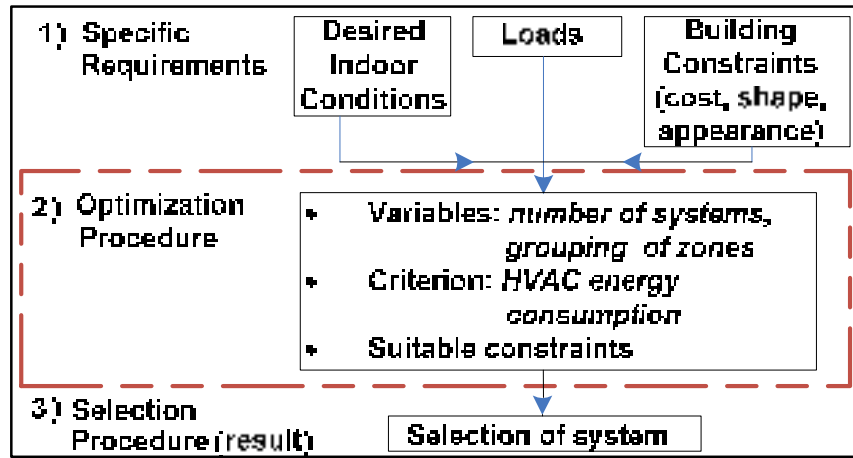 1) Specific
Requirements
Desired
Indoor
Conditions
Loads
Building
Constraints
(cost, shape,
appearance)
2) Optimization
Procedure
• Variables: number of systems,
grouping of zones
• Criterion: HVAC energy
consumption
• Suitable constraints
3) Selection
Procedure (result)
Selection of system